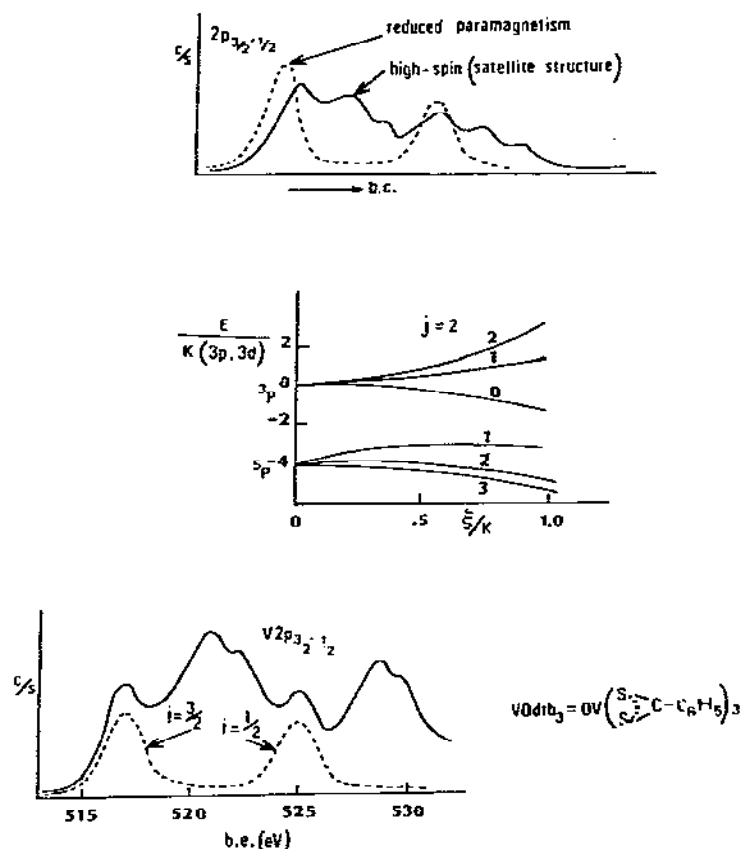 2p3/2-1/2
c/s
reduced paramagnetism
high-spin (satellite structure)
b.e.
E
K(3p,3d)
2
0
-2
-4
³P
⁵P
j=2
2
1
0
1
2
3
0
.5
1.0
ξ/K
V2p3/2-1/2
c/s
j=3/2
j=1/2
515
520
525
530
b.e.(eV)
VOdtb3=OV(S S C-C6H5)3